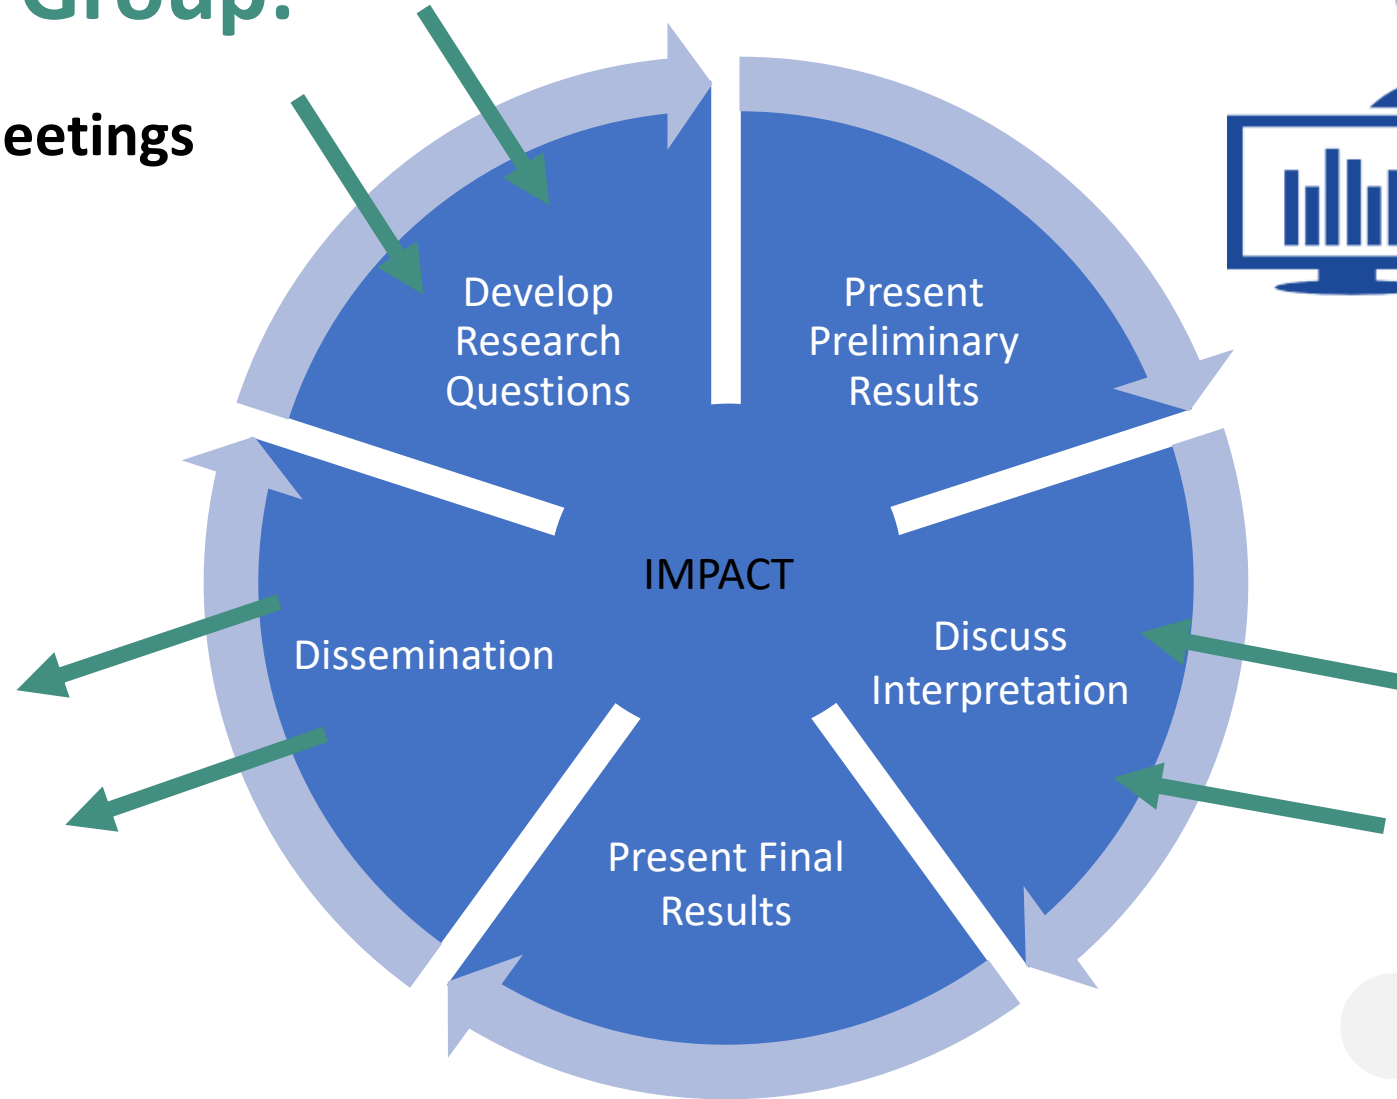 Group:
eetings
Develop
Research
Questions
Present
Preliminary
Results
IMPACT
Discuss
Interpretation
Dissemination
Present Final
Results